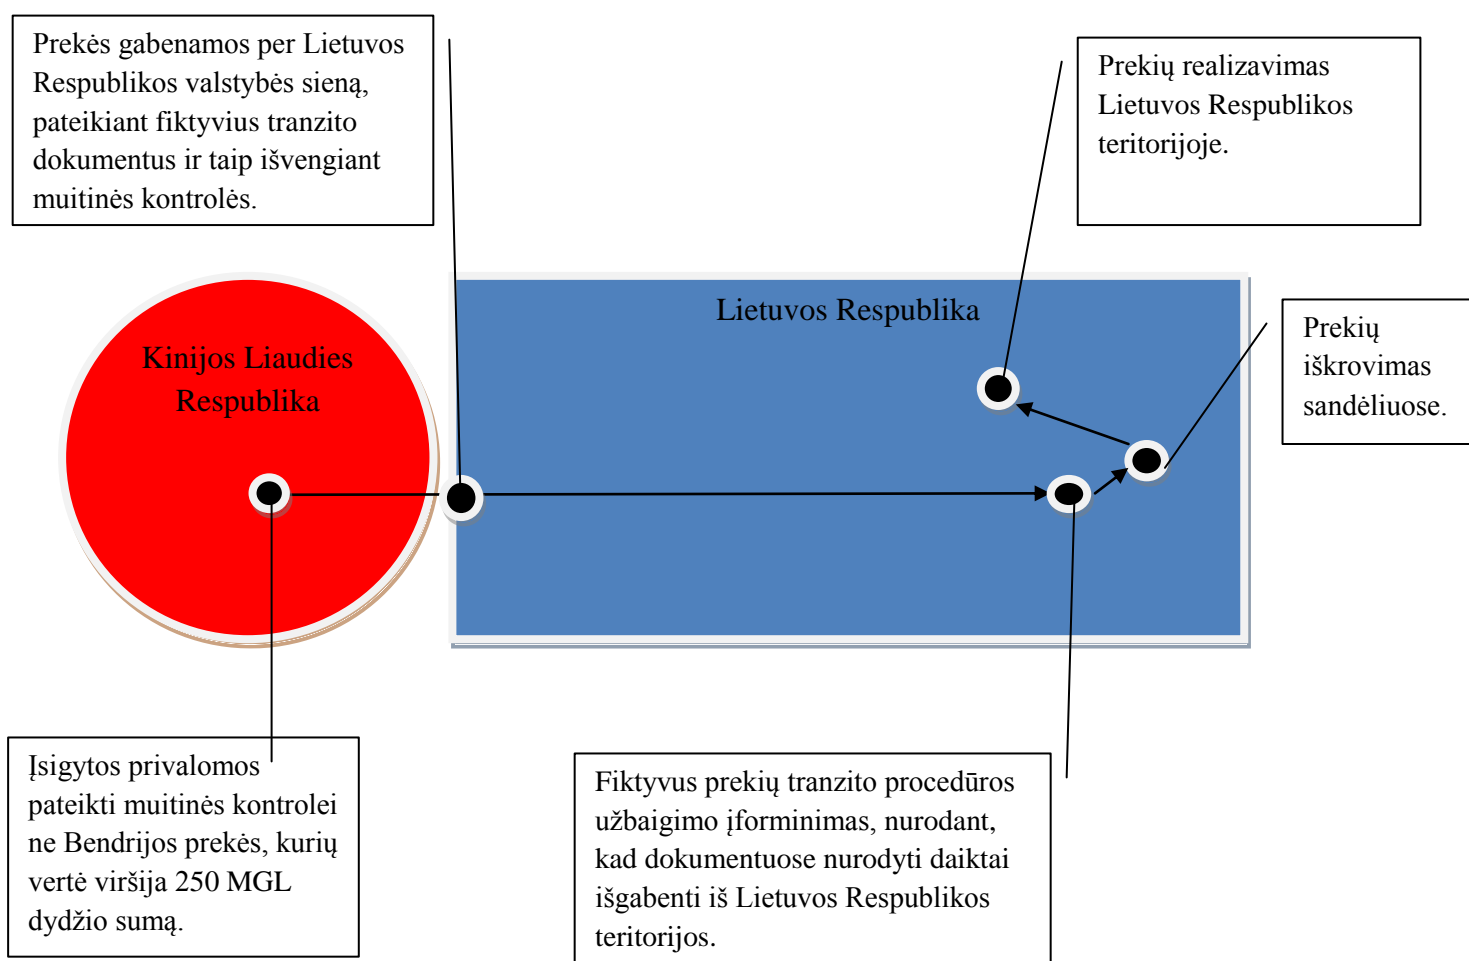 Prekės gabenamos per Lietuvos
Respublikos valstybės sieną,
pateikiant fiktyvius tranzito
dokumentus ir taip išvengiant
muitinės kontrolės.
Prekių realizavimas
Lietuvos Respublikos
teritorijoje.
Lietuvos Respublika
Kinijos Liaudies
Respublika
Prekių
iškrovimas
sandėliuose.
Įsigytos privalomos
pateikti muitinės kontrolei
ne Bendrijos prekės, kurių
vertė viršija 250 MGL
dydžio sumą.
Fiktyvus prekių tranzito procedūros
užbaigimo įforminimas, nurodant,
kad dokumentuose nurodyti daiktai
išgabenti iš Lietuvos Respublikos
teritorijos.